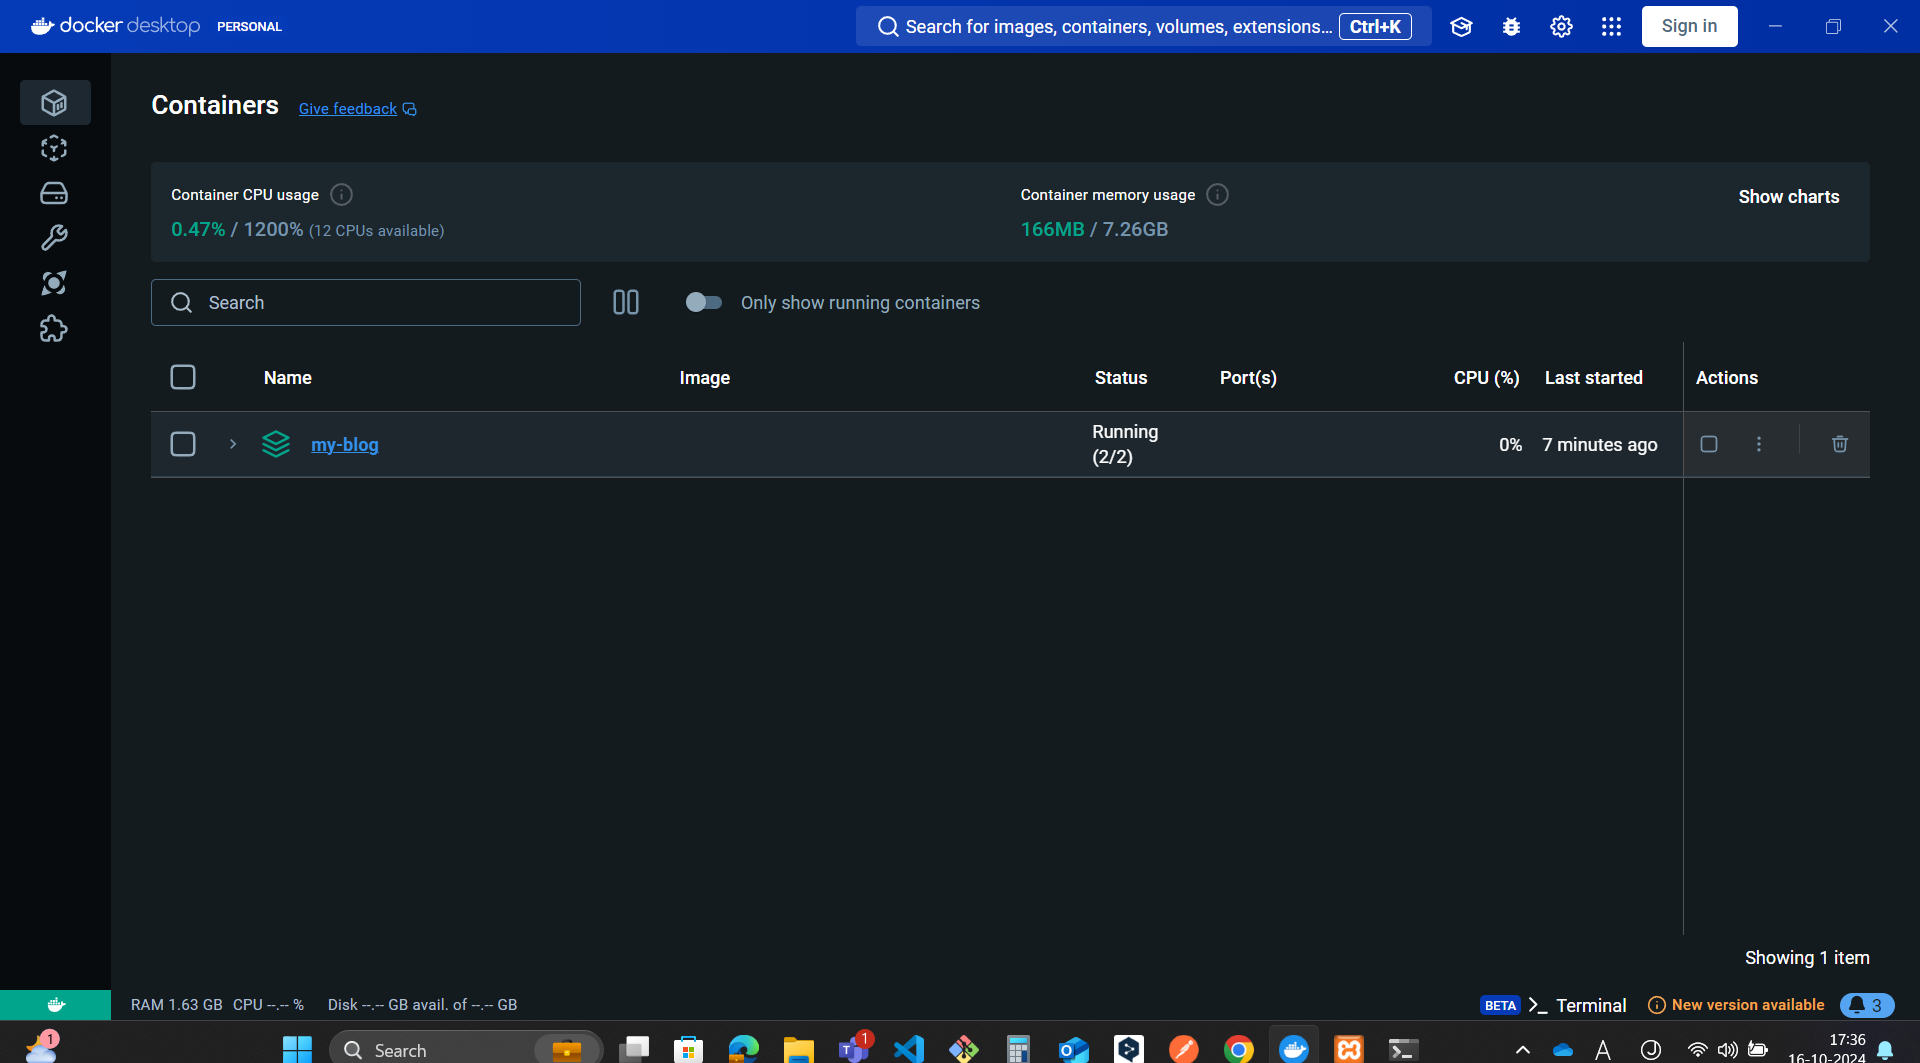 docker desktop PERSONAL
Search for images, containers, volumes, extensions... Ctrl+K
Sign in
Containers Give feedback
Container CPU usage
0.47% / 1200% (12 CPUs available)
Container memory usage
166MB / 7.26GB
Show charts
Search
Only show running containers
Name Image Status Port(s) CPU (%) Last started Actions
my-blog Running (2/2) 0% 7 minutes ago
Showing 1 item
RAM 1.63 GB CPU --.-- % Disk --.-- GB avail. of --.-- GB
BETA Terminal New version available 3
1
Search
1
17:36
16-10-2024